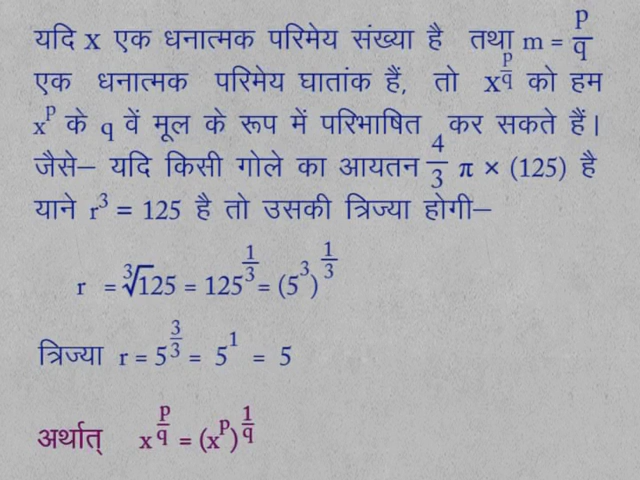 यदि x एक धनात्मक परिमेय संख्या है तथा m = p/q
एक धनात्मक परिमेय घातांक हैं, तो x^(p/q) को हम
x^p के q वें मूल के रूप में परिभाषित कर सकते हैं।
जैसे– यदि किसी गोले का आयतन 4/3 π × (125) है
याने r³ = 125 है तो उसकी त्रिज्या होगी–
r = ∛125 = 125^(1/3) = (5³)^(1/3)
त्रिज्या r = 5^(3/3) = 5¹ = 5
अर्थात् x^(p/q) = (x^p)^(1/q)